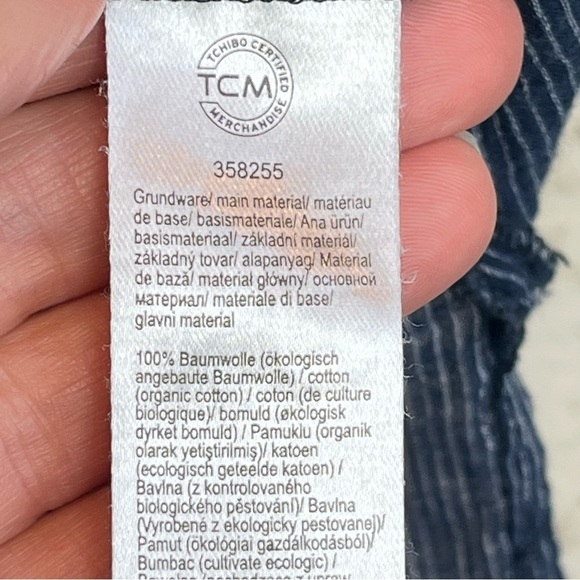 TCHIBO CERTIFIED
TCM
MERCHANDISE
358255
Grundware/ main material/ matériau
de base/ basismateriale/ Ana ürün/
basismateriaal/ základní materiál/
základný tovar/ alapanyag/ Material
de bază/ materiał główny/ основной
материал/ materiale di base/
glavni material
100% Baumwolle (ökologisch
angebaute Baumwolle) / cotton
(organic cotton) / coton (de culture
biologique)/ bomuld (økologisk
dyrket bomuld) / Pamuklu (organik
olarak yetiştirilmiş)/ katoen
(ecologisch geteelde katoen) /
Bavlna (z kontrolovaného
biologického pěstování)/ Bavlna
(Vyrobené z ekologicky pestovanej)/
Pamut (ökológiai gazdálkodásból)/
Bumbac (cultivate ecologic) /